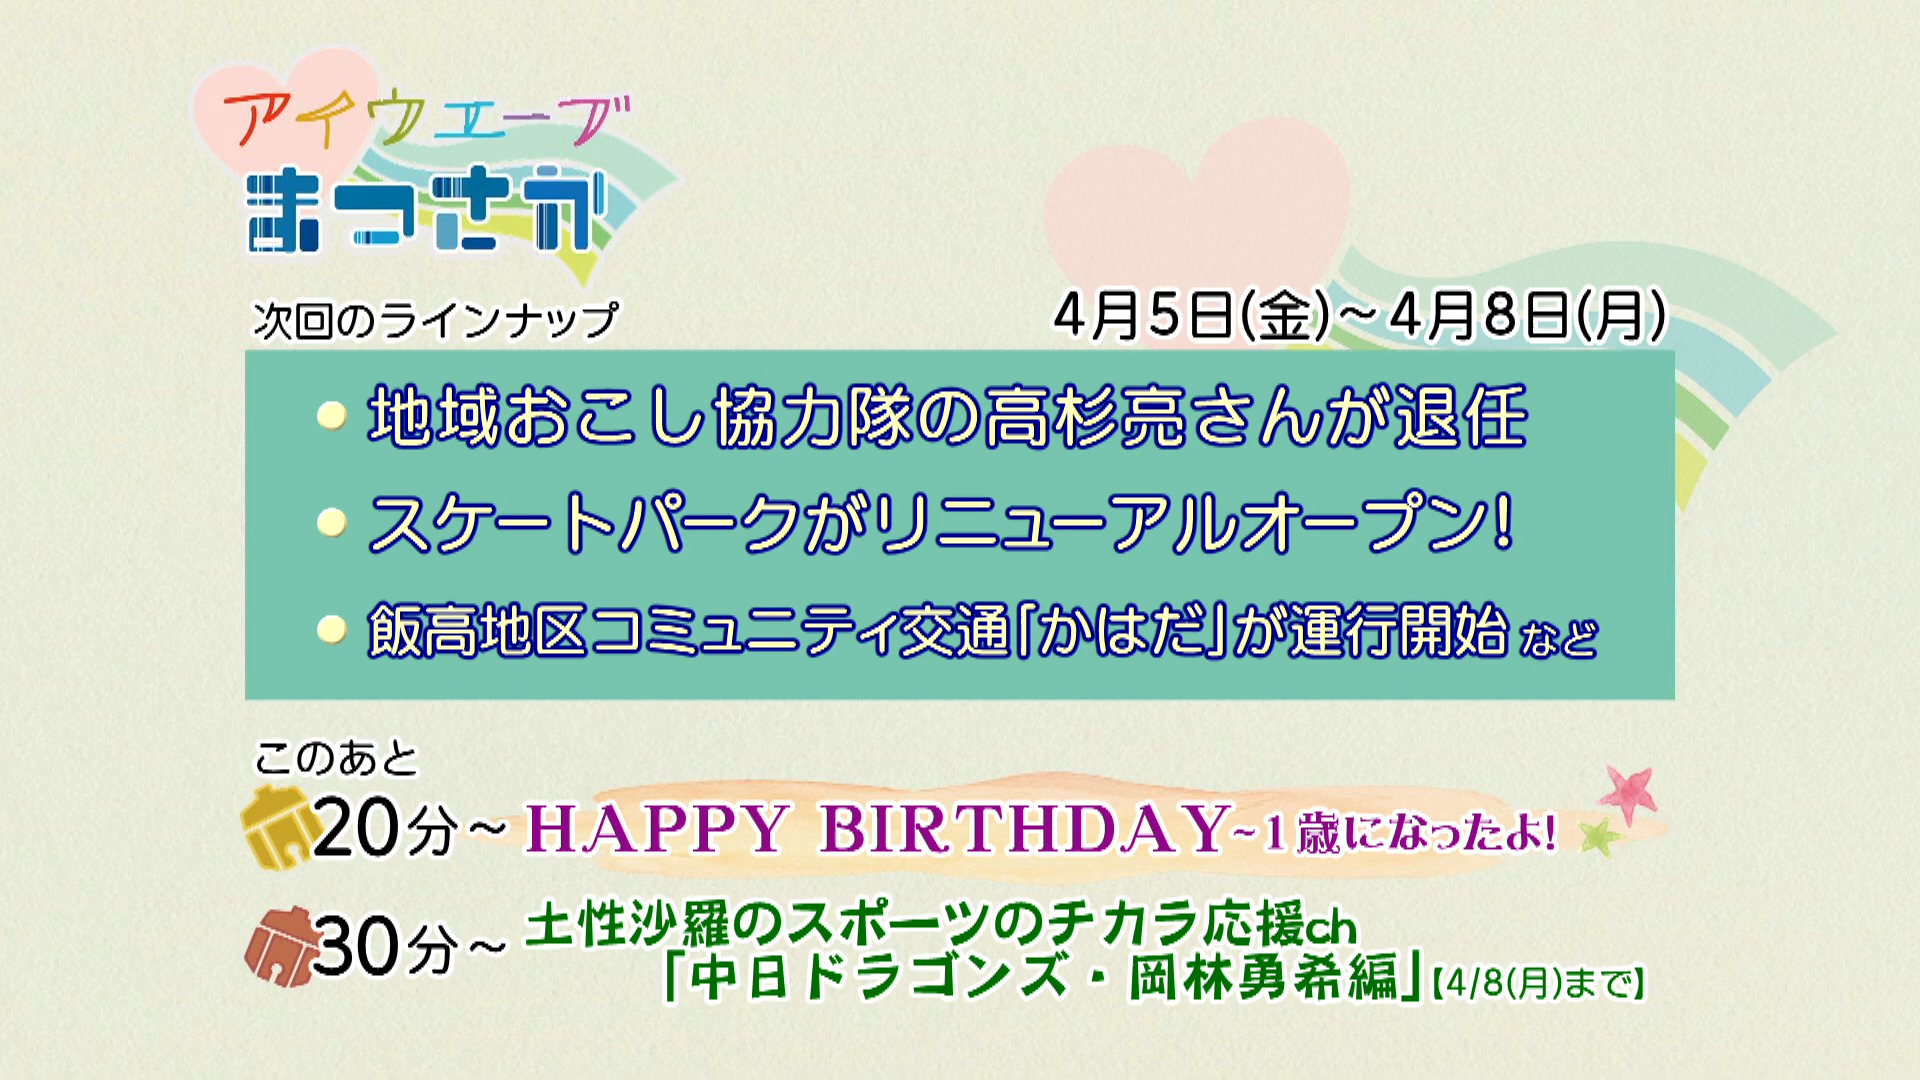 アイウエーブ
まつさか
次回のラインナップ
4月5日(金)~4月8日(月)
● 地域おこし協力隊の高杉亮さんが退任
● スケートパークがリニューアルオープン!
● 飯高地区コミュニティ交通「かはだ」が運行開始 など
このあと
20分~ HAPPY BIRTHDAY~1歳になったよ!
30分~ 土性沙羅のスポーツのチカラ応援ch
「中日ドラゴンズ・岡林勇希編」【4/8(月)まで】